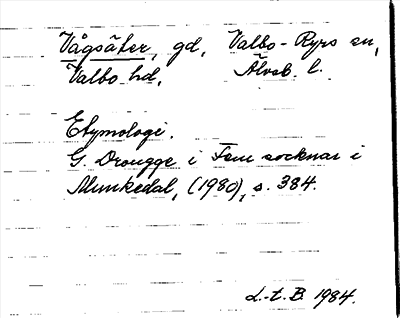 Vågsäter, gd, Valbo-Ryrs sn,
Valbo hd, Älvsb. l.
Etymologi.
G. Drougge i Fem socknar i
Munkedal, (1980), s. 384.
L.-t. B. 1984.